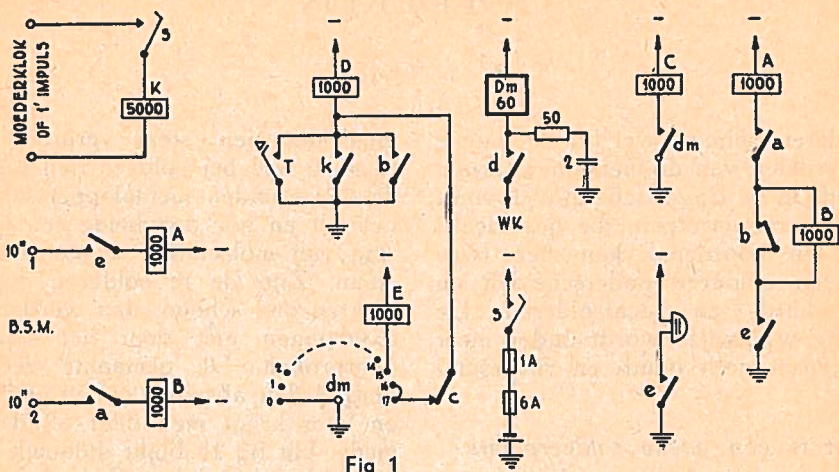 MOEDERKLOK
OF 1' IMPULS
s
K
5000
–
D
1000
T
k
b
–
Dm
60
50
2
d
WK
–
C
1000
dm
–
A
1000
a
b
B
1000
e
10"
1
e
A
1000
–
B.S.M.
10"
2
a
B
1000
–
–
E
1000
2
1
0
dm
14
15
16
17
c
–
s
1A
6A
–
e
Fig 1